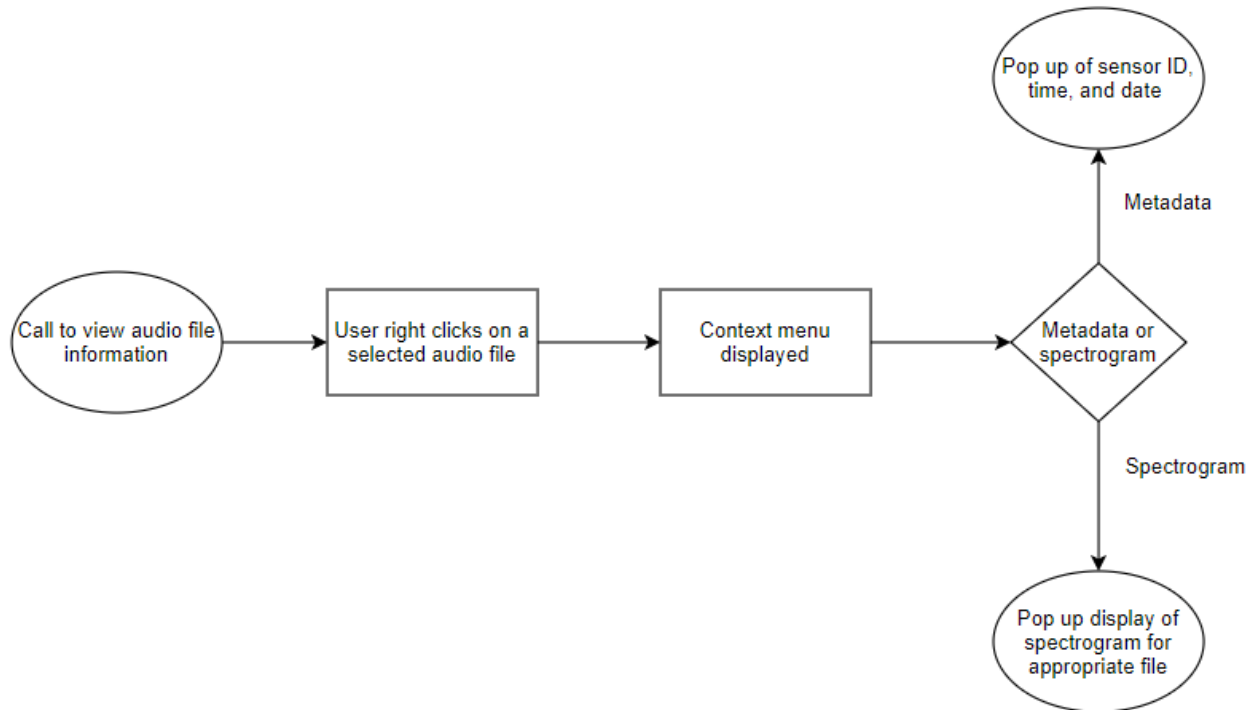 Pop up of sensor ID,
time, and date
Metadata
Call to view audio file
information
User right clicks on a
selected audio file
Context menu
displayed
Metadata or
spectrogram
Spectrogram
Pop up display of
spectrogram for
appropriate file